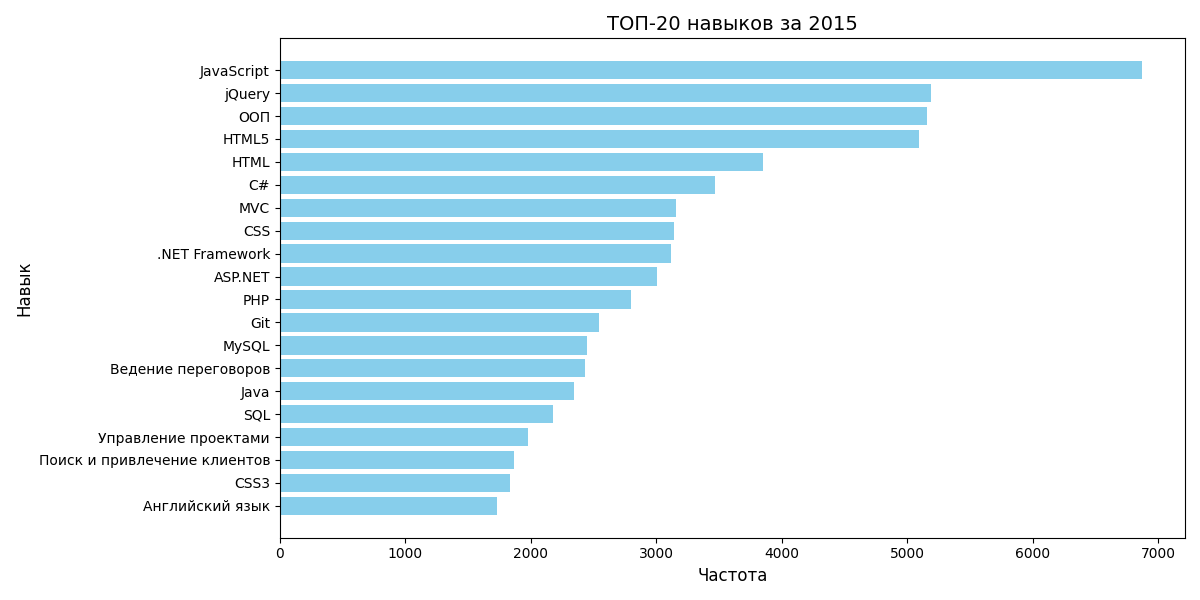 ТОП-20 навыков за 2015
JavaScript
jQuery
ООП
HTML5
HTML
C#
MVC
CSS
.NET Framework
ASP.NET
PHP
Git
MySQL
Ведение переговоров
Java
SQL
Управление проектами
Поиск и привлечение клиентов
CSS3
Английский язык
Навык
0 1000 2000 3000 4000 5000 6000 7000
Частота